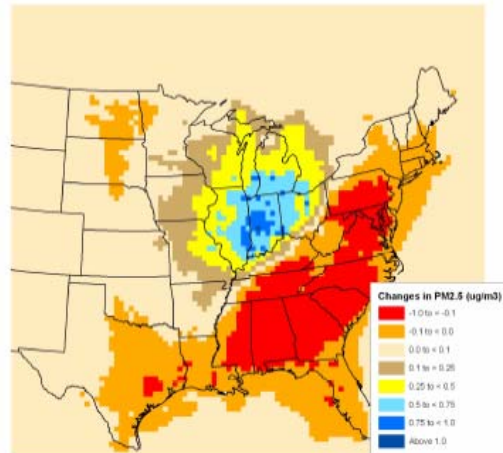 Changes in PM2.5 (ug/m3)
-1.0 to < -0.1
-0.1 to < 0.0
0.0 to < 0.1
0.1 to < 0.25
0.25 to < 0.5
0.5 to < 0.75
0.75 to < 1.0
Above 1.0